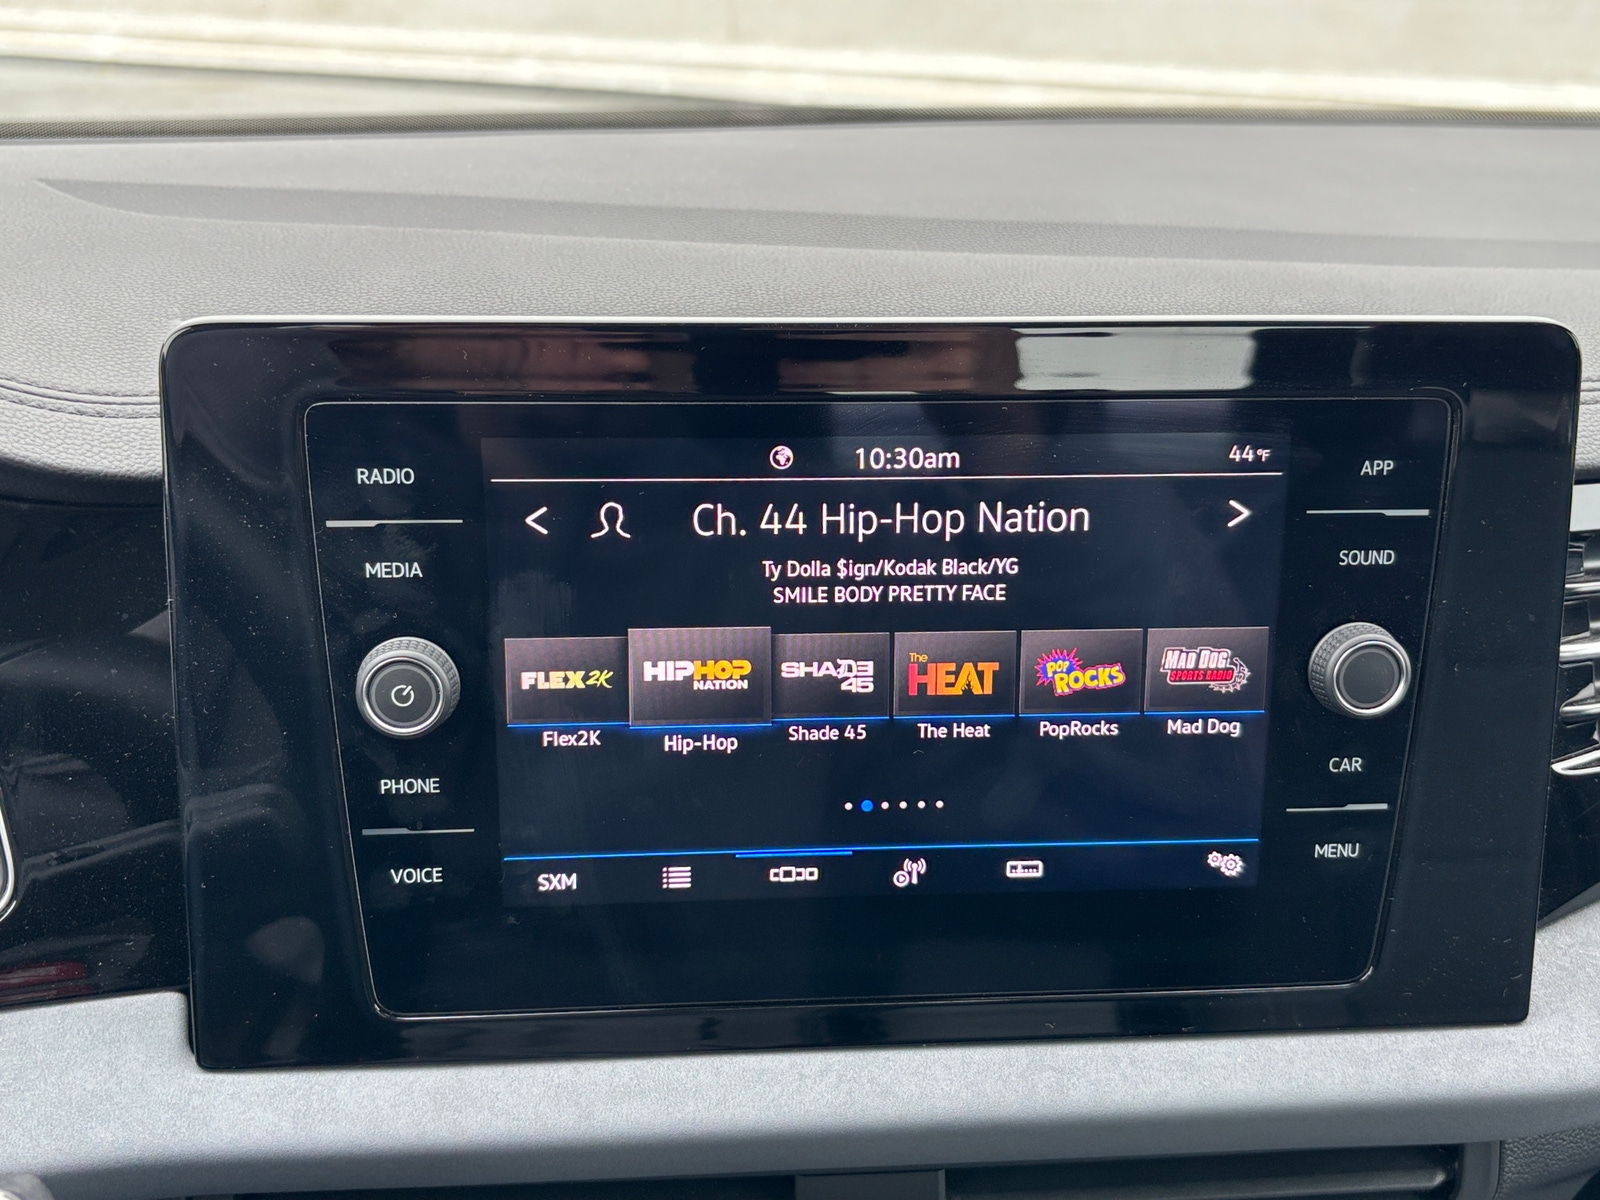 RADIO
MEDIA
PHONE
VOICE
10:30am
44°F
Ch. 44 Hip-Hop Nation
Ty Dolla $ign/Kodak Black/YG
SMILE BODY PRETTY FACE
FLEX2K
HIPHOP
NATION
SHADE
45
The
HEAT
POP
ROCKS
MAD DOG
SPORTS RADIO
Flex2K
Hip-Hop
Shade 45
The Heat
PopRocks
Mad Dog
SXM
APP
SOUND
CAR
MENU